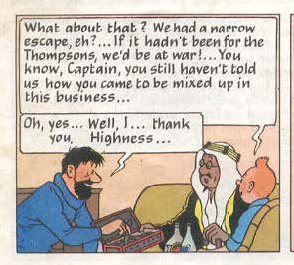 What about that? We had a narrow
escape, eh?... If it hadn't been for the
Thompsons, we'd be at war!... You
know, Captain, you still haven't told
us how you came to be mixed up in
this business...
Oh, yes... Well, I... thank
you, Highness...